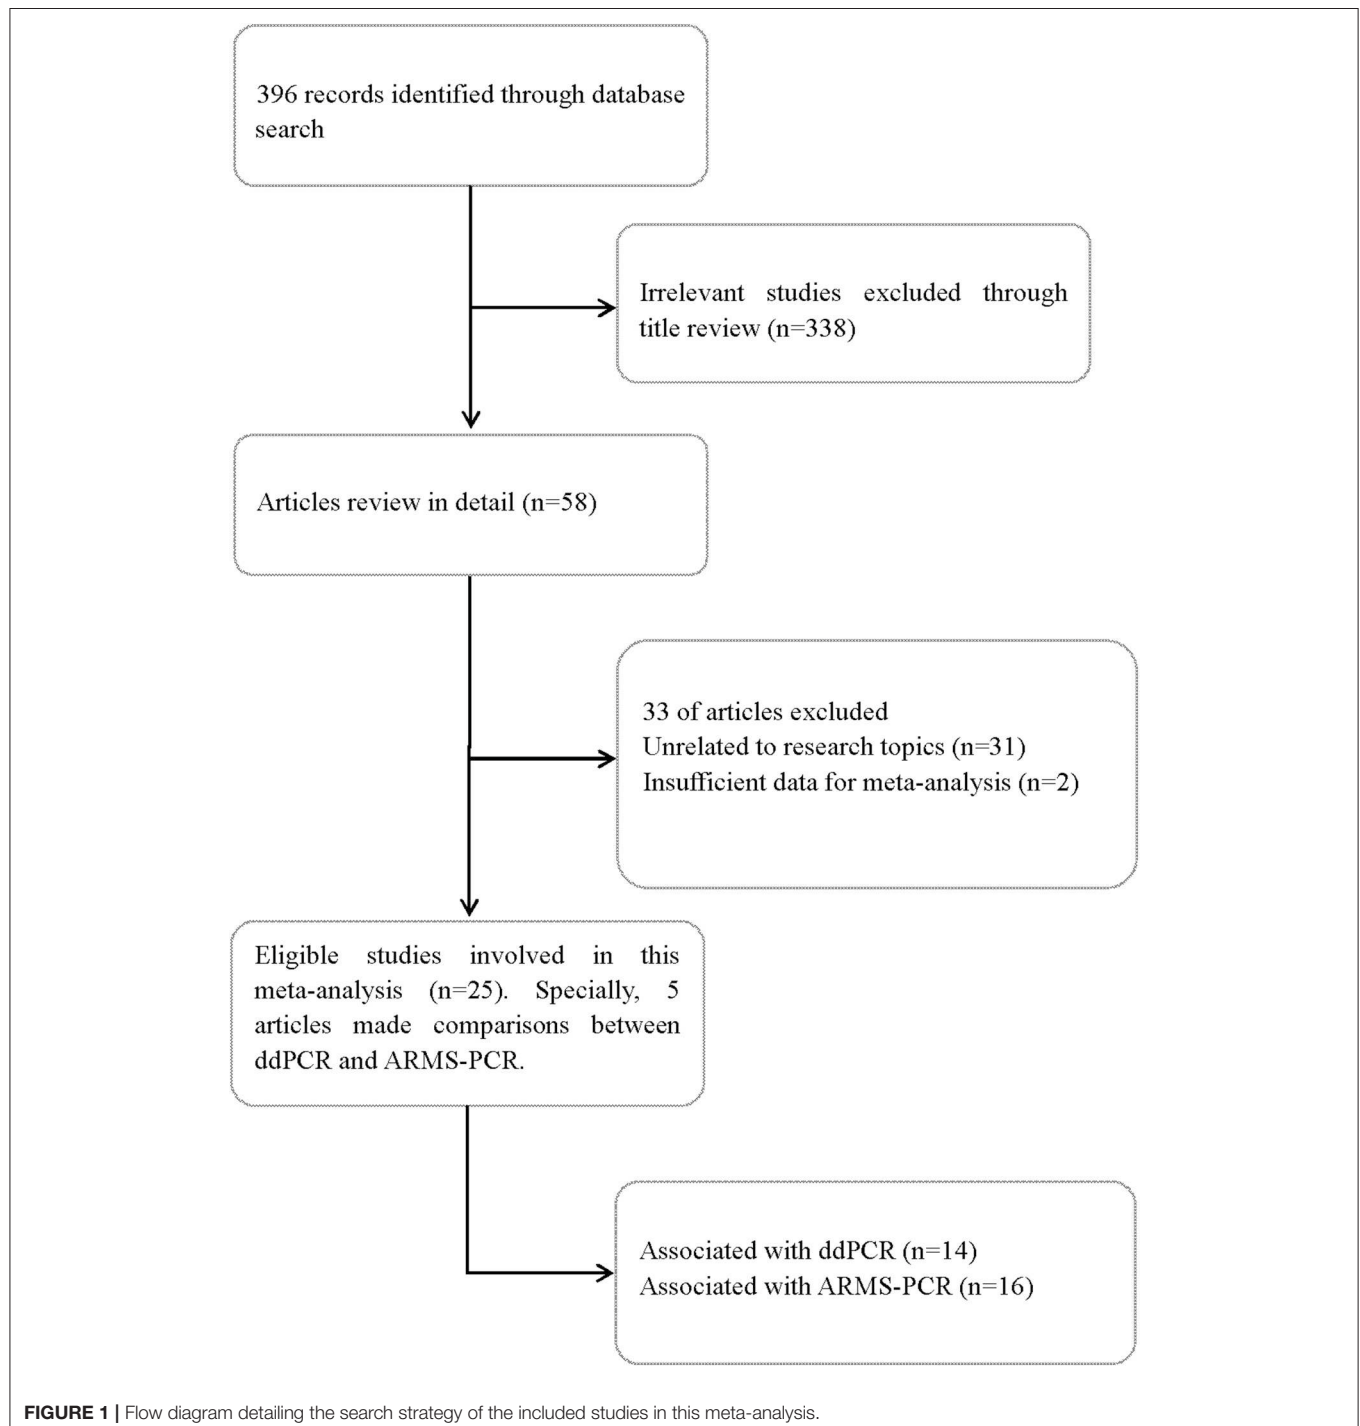 396 records identified through database
search
Irrelevant studies excluded through
title review (n=338)
Articles review in detail (n=58)
33 of articles excluded
Unrelated to research topics (n=31)
Insufficient data for meta-analysis (n=2)
Eligible studies involved in this
meta-analysis (n=25). Specially, 5
articles made comparisons between
ddPCR and ARMS-PCR.
Associated with ddPCR (n=14)
Associated with ARMS-PCR (n=16)
FIGURE 1 | Flow diagram detailing the search strategy of the included studies in this meta-analysis.